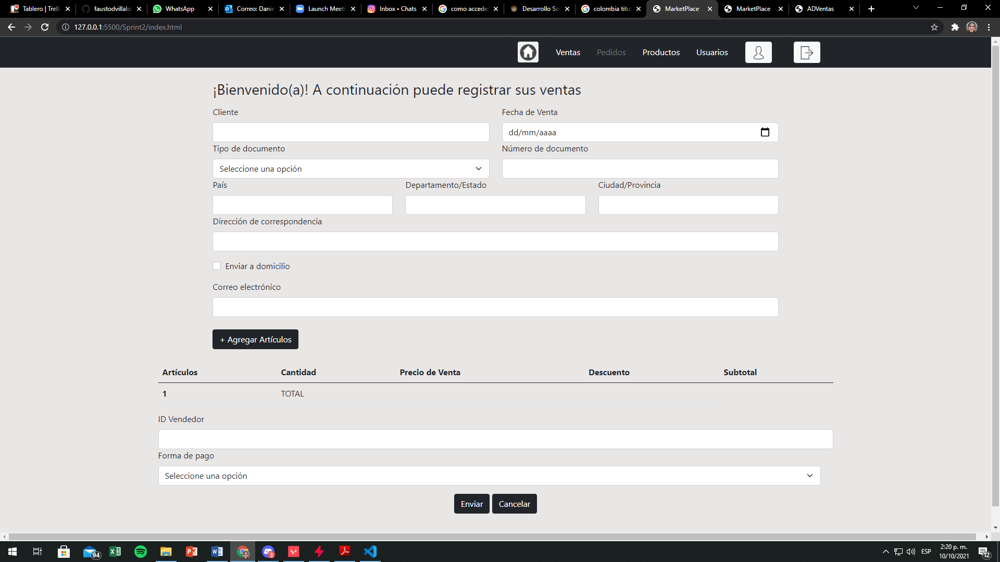 Tablero | Trell
faustodvillalo
WhatsApp
Correo: Danie
Launch Meeti
Inbox • Chats
como acceder
Desarrollo Sof
colombia titul
MarketPlace
MarketPlace
ADVentas
127.0.0.1:5500/Sprint2/index.html
Ventas
Pedidos
Productos
Usuarios
¡Bienvenido(a)! A continuación puede registrar sus ventas
Cliente
Fecha de Venta
dd/mm/aaaa
Tipo de documento
Número de documento
Seleccione una opción
País
Departamento/Estado
Ciudad/Provincia
Dirección de correspondencia
Enviar a domicilio
Correo electrónico
+ Agregar Artículos
Artículos Cantidad Precio de Venta Descuento Subtotal
1 TOTAL
ID Vendedor
Forma de pago
Seleccione una opción
Enviar
Cancelar
94
3
ESP
2:20 p. m.
10/10/2021
12